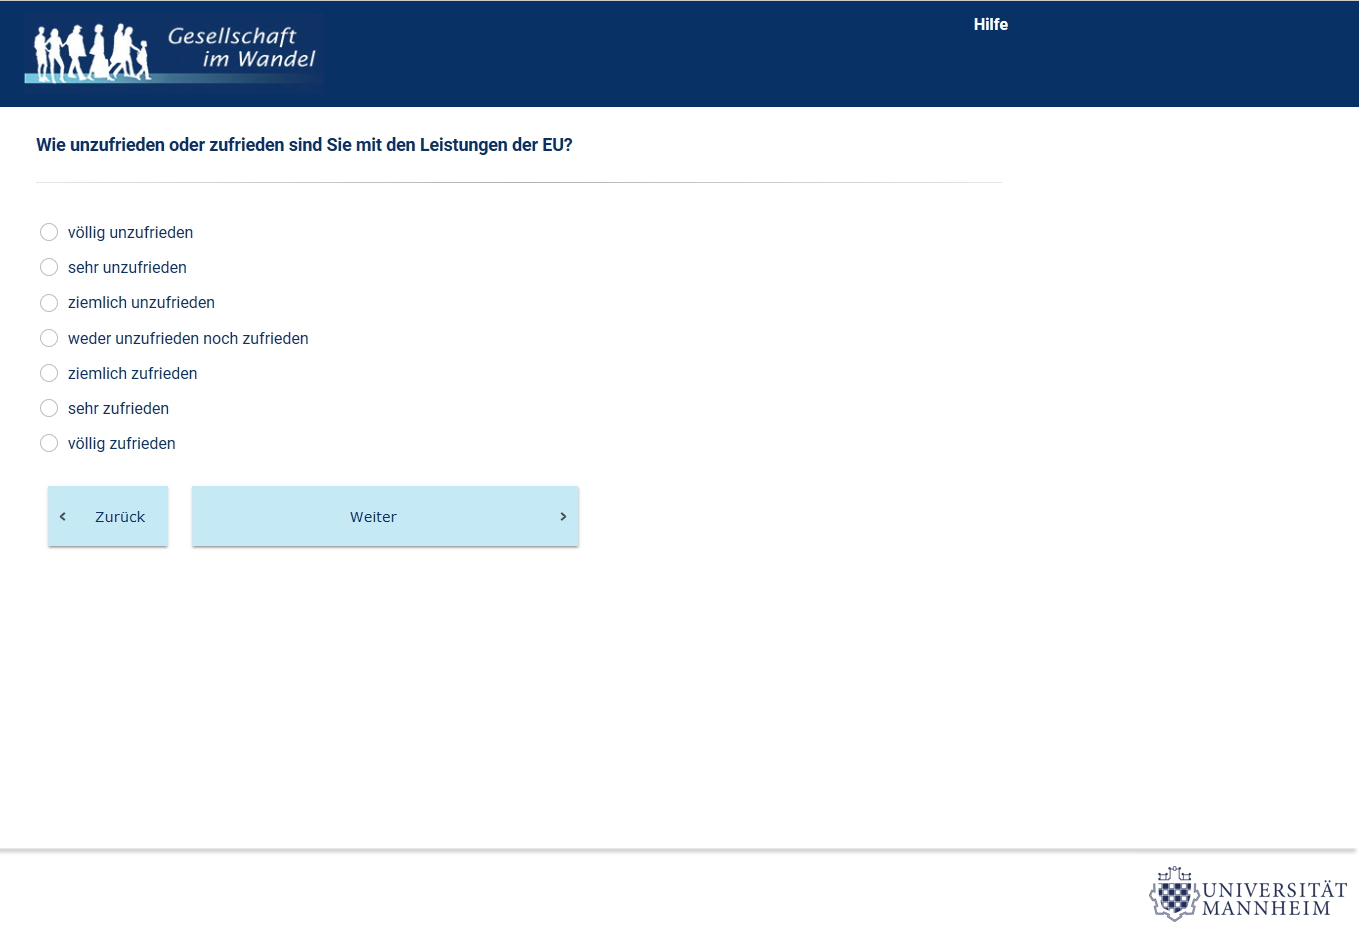 Gesellschaft
im Wandel
Hilfe
Wie unzufrieden oder zufrieden sind Sie mit den Leistungen der EU?
völlig unzufrieden
sehr unzufrieden
ziemlich unzufrieden
weder unzufrieden noch zufrieden
ziemlich zufrieden
sehr zufrieden
völlig zufrieden
Zurück
Weiter
UNIVERSITÄT
MANNHEIM